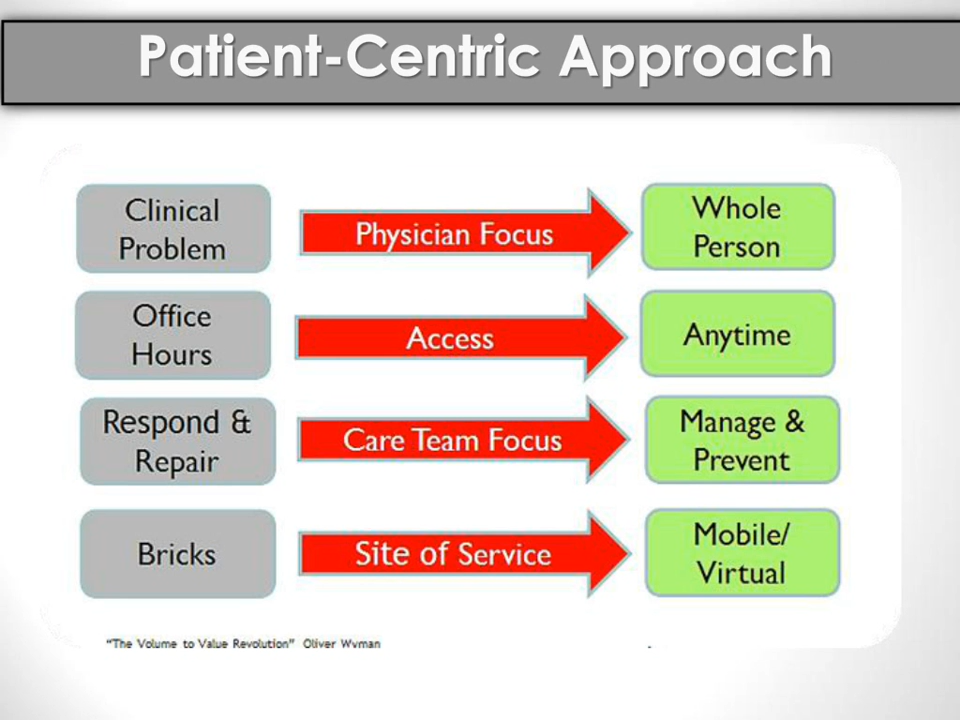 Patient-Centric Approach
Clinical
Problem
Physician Focus
Whole
Person
Office
Hours
Access
Anytime
Respond &
Repair
Care Team Focus
Manage &
Prevent
Bricks
Site of Service
Mobile/
Virtual
"The Volume to Value Revolution" Oliver Wyman